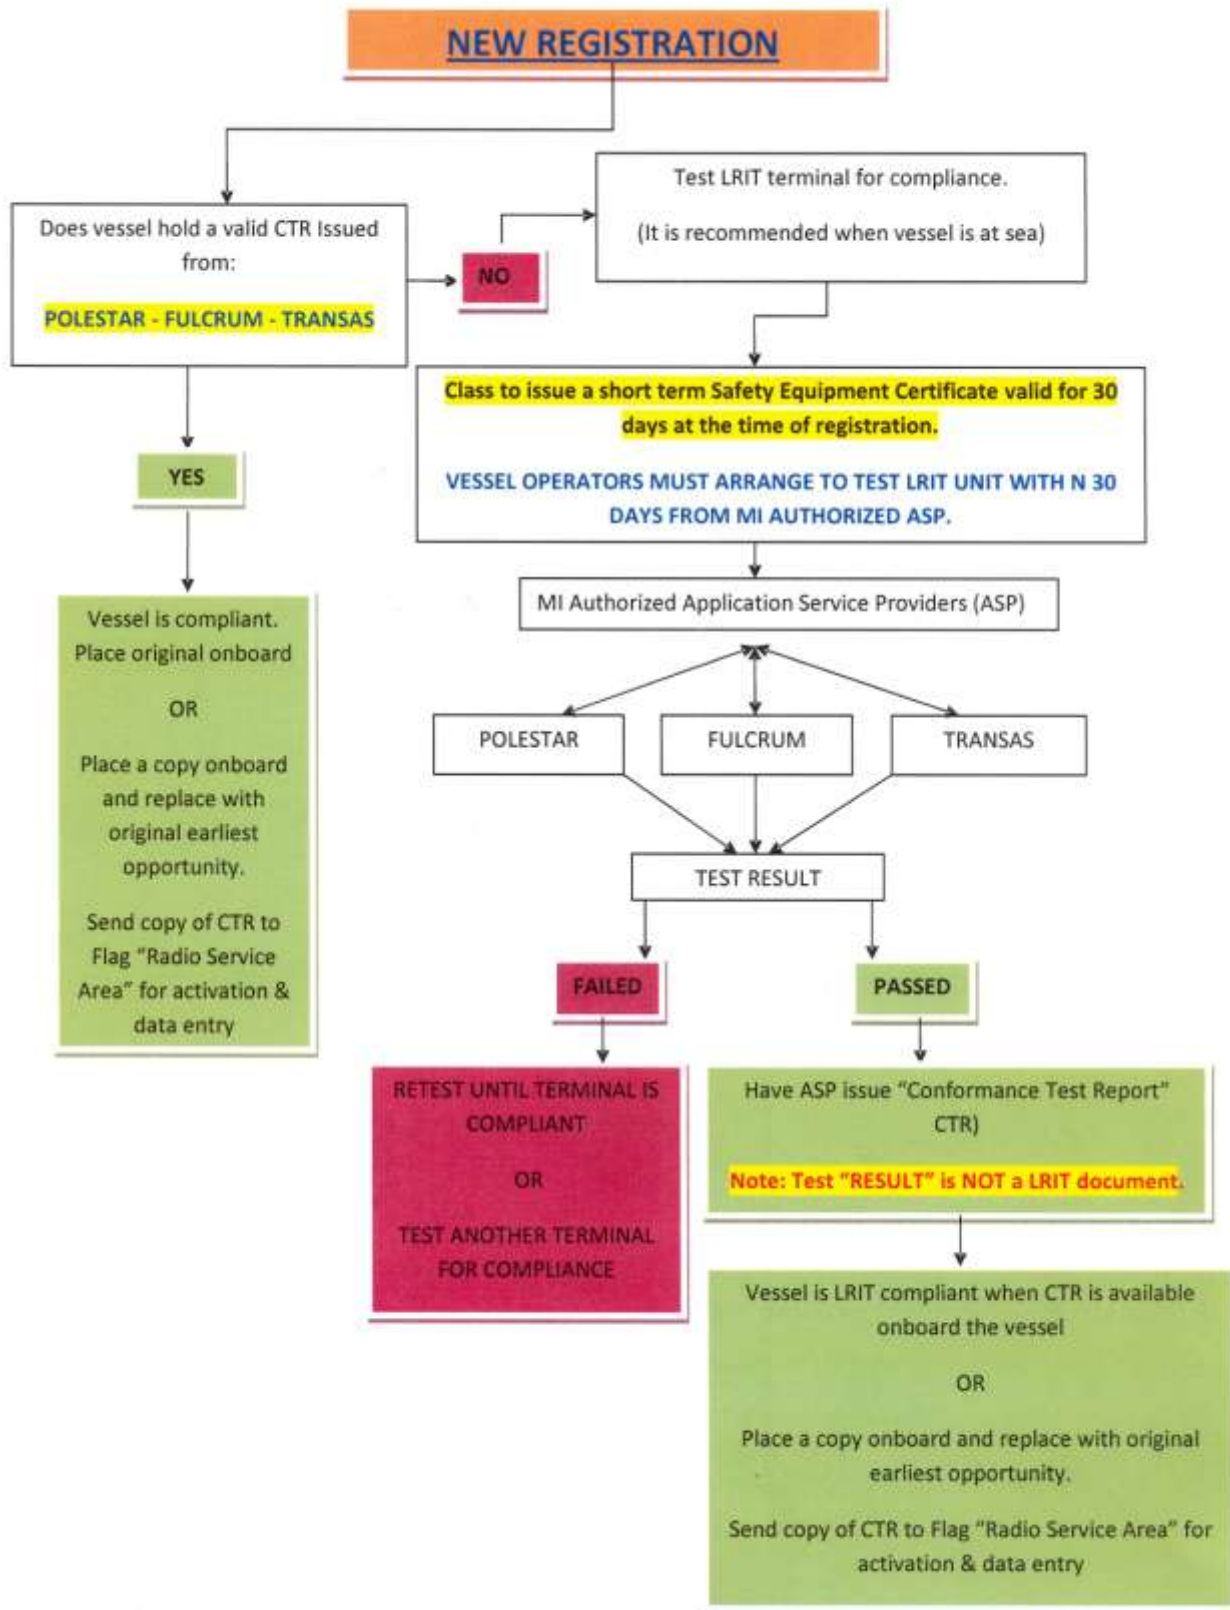 NEW REGISTRATION
Does vessel hold a valid CTR Issued
from:
POLESTAR - FULCRUM - TRANSAS
NO
Test LRIT terminal for compliance.
(It is recommended when vessel is at sea)
Class to issue a short term Safety Equipment Certificate valid for 30
days at the time of registration.
VESSEL OPERATORS MUST ARRANGE TO TEST LRIT UNIT WITH N 30
DAYS FROM MI AUTHORIZED ASP.
YES
Vessel is compliant.
Place original onboard
OR
Place a copy onboard
and replace with
original earliest
opportunity.
Send copy of CTR to
Flag “Radio Service
Area” for activation &
data entry
MI Authorized Application Service Providers (ASP)
POLESTAR
FULCRUM
TRANSAS
TEST RESULT
FAILED
PASSED
RETEST UNTIL TERMINAL IS
COMPLIANT
OR
TEST ANOTHER TERMINAL
FOR COMPLIANCE
Have ASP issue “Conformance Test Report”
CTR)
Note: Test “RESULT” is NOT a LRIT document.
Vessel is LRIT compliant when CTR is available
onboard the vessel
OR
Place a copy onboard and replace with original
earliest opportunity.
Send copy of CTR to Flag “Radio Service Area” for
activation & data entry